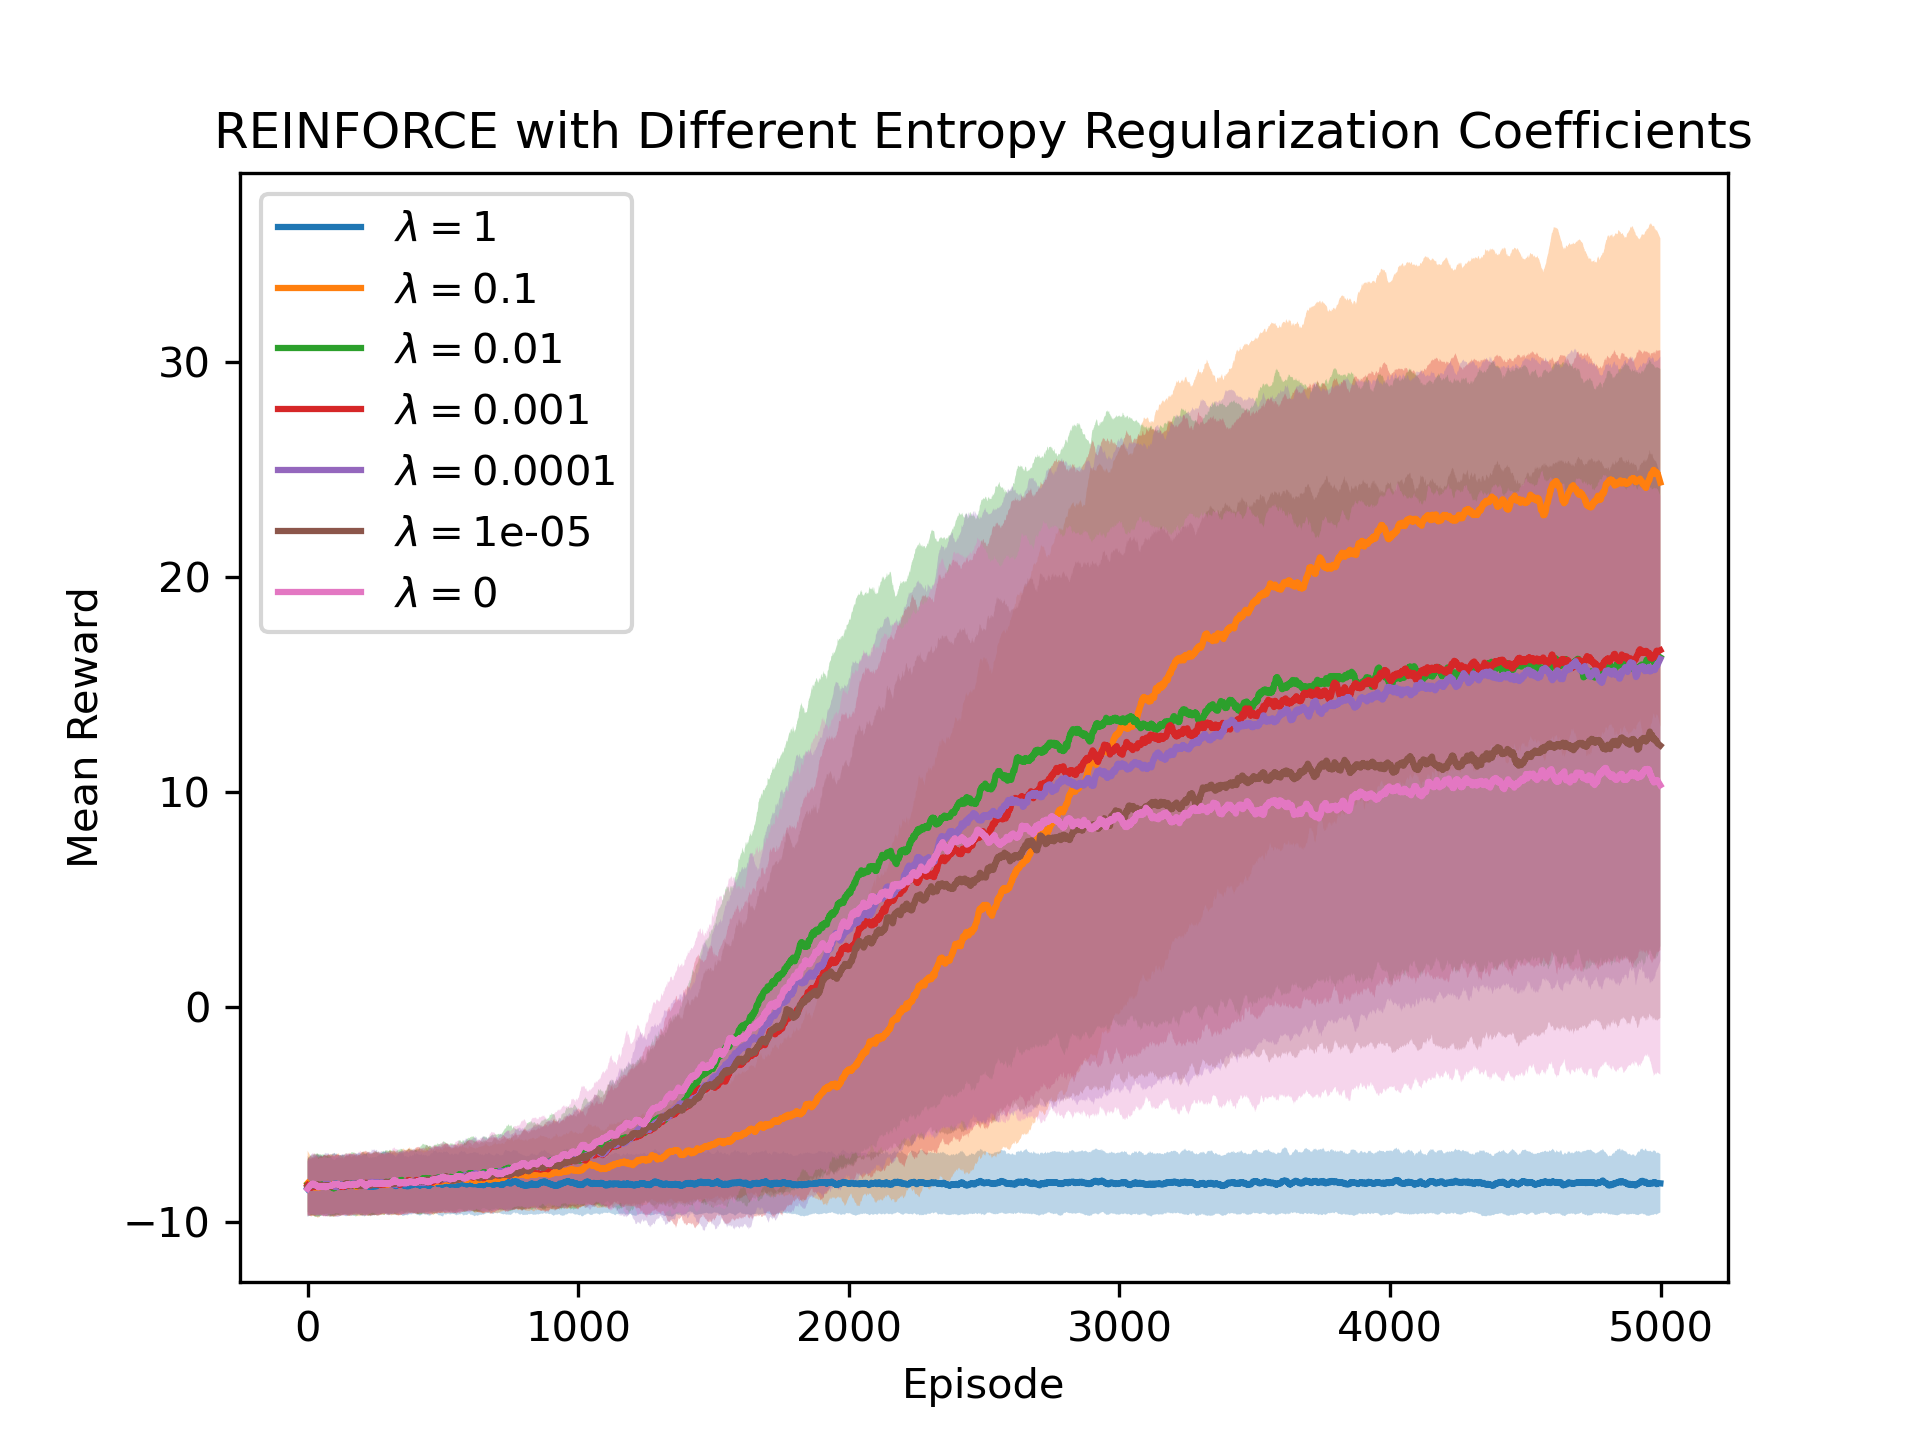 REINFORCE with Different Entropy Regularization Coefficients
λ = 1
λ = 0.1
λ = 0.01
λ = 0.001
λ = 0.0001
λ = 1e-05
λ = 0
30
20
10
0
−10
Mean Reward
0 1000 2000 3000 4000 5000
Episode